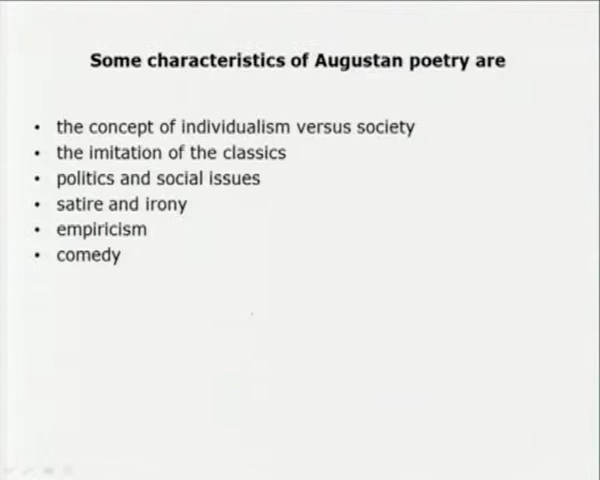 Some characteristics of Augustan poetry are
• the concept of individualism versus society
• the imitation of the classics
• politics and social issues
• satire and irony
• empiricism
• comedy